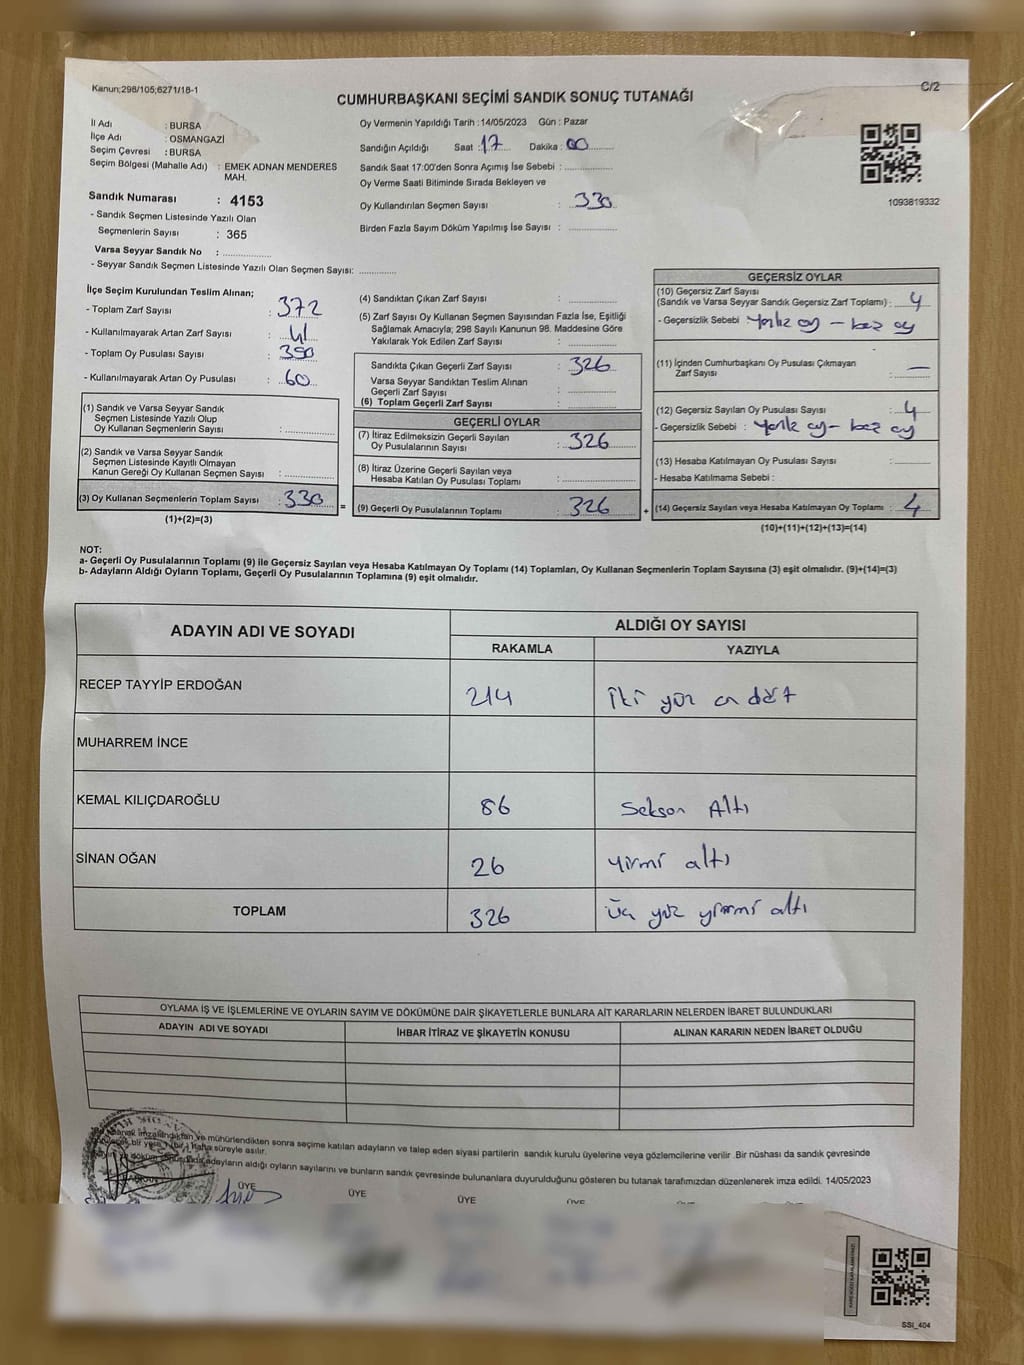 Kanun;298/105;6271/18-1
C/2
CUMHURBAŞKANI SEÇİMİ SANDIK SONUÇ TUTANAĞI
İl Adı : BURSA
İlçe Adı : OSMANGAZİ
Seçim Çevresi : BURSA
Seçim Bölgesi (Mahalle Adı) : EMEK ADNAN MENDERES
MAH.
Sandık Numarası : 4153
- Sandık Seçmen Listesinde Yazılı Olan
Seçmenlerin Sayısı : 365
Varsa Seyyar Sandık No : ..............
- Seyyar Sandık Seçmen Listesinde Yazılı Olan Seçmen Sayısı: ............
Oy Vermenin Yapıldığı Tarih : 14/05/2023 Gün : Pazar
Sandığın Açıldığı Saat : 17 Dakika : 00
Sandık Saat 17:00'den Sonra Açımış İse Sebebi : ..............
Oy Verme Saati Bitiminde Sırada Bekleyen ve
Oy Kullandırılan Seçmen Sayısı : 330
Birden Fazla Sayım Döküm Yapılmış İse Sayısı : ..............
1093819332
İlçe Seçim Kurulundan Teslim Alınan;
- Toplam Zarf Sayısı : 372
- Kullanılmayarak Artan Zarf Sayısı : 41
- Toplam Oy Pusulası Sayısı : 390
- Kullanılmayarak Artan Oy Pusulası : 60
(1) Sandık ve Varsa Seyyar Sandık
Seçmen Listesinde Yazılı Olup
Oy Kullanan Seçmenlerin Sayısı : ..............
(2) Sandık ve Varsa Seyyar Sandık
Seçmen Listesinde Kayıtlı Olmayan
Kanun Gereği Oy Kullanan Seçmen Sayısı : ..............
(3) Oy Kullanan Seçmenlerin Toplam Sayısı : 330 =
(1)+(2)=(3)
(4) Sandıktan Çıkan Zarf Sayısı : ..............
(5) Zarf Sayısı Oy Kullanan Seçmen Sayısından Fazla İse, Eşitliği
Sağlamak Amacıyla; 298 Sayılı Kanunun 98. Maddesine Göre
Yakılarak Yok Edilen Zarf Sayısı : ..............
Sandıkta Çıkan Geçerli Zarf Sayısı : 326
Varsa Seyyar Sandıktan Teslim Alınan
Geçerli Zarf Sayısı : ..............
(6) Toplam Geçerli Zarf Sayısı : ..............
GEÇERLİ OYLAR
(7) İtiraz Edilmeksizin Geçerli Sayılan
Oy Pusulalarının Sayısı : 326
(8) İtiraz Üzerine Geçerli Sayılan veya
Hesaba Katılan Oy Pusulası Toplamı : ..............
(9) Geçerli Oy Pusulalarının Toplamı : 326 +
GEÇERSİZ OYLAR
(10) Geçersiz Zarf Sayısı
(Sandık ve Varsa Seyyar Sandık Geçersiz Zarf Toplamı) : 4
- Geçersizlik Sebebi : oy - boz oy
(11) İçinden Cumhurbaşkanı Oy Pusulası Çıkmayan
Zarf Sayısı : —
(12) Geçersiz Sayılan Oy Pusulası Sayısı : 4
- Geçersizlik Sebebi : oy - boz oy
(13) Hesaba Katılmayan Oy Pusulası Sayısı : ..............
- Hesaba Katılmama Sebebi :
(14) Geçersiz Sayılan veya Hesaba Katılmayan Oy Toplamı : 4
(10)+(11)+(12)+(13)=(14)
NOT:
a- Geçerli Oy Pusulalarının Toplamı (9) ile Geçersiz Sayılan veya Hesaba Katılmayan Oy Toplamı (14) Toplamları, Oy Kullanan Seçmenlerin Toplam Sayısına (3) eşit olmalıdır. (9)+(14)=(3)
b- Adayların Aldığı Oyların Toplamı, Geçerli Oy Pusulalarının Toplamına (9) eşit olmalıdır.
ADAYIN ADI VE SOYADI ALDIĞI OY SAYISI
RAKAMLA YAZIYLA
RECEP TAYYİP ERDOĞAN 214 İki yüz on dört
MUHARREM İNCE
KEMAL KILIÇDAROĞLU 86 Seksen Altı
SİNAN OĞAN 26 yirmi altı
TOPLAM 326 üç yüz yirmi altı
OYLAMA İŞ VE İŞLEMLERİNE VE OYLARIN SAYIM VE DÖKÜMÜNE DAİR ŞİKAYETLERLE BUNLARA AİT KARARLARIN NELERDEN İBARET BULUNDUKLARI
ADAYIN ADI VE SOYADI İHBAR İTİRAZ VE ŞİKAYETİN KONUSU ALINAN KARARIN NEDEN İBARET OLDUĞU
imzalandıktan ve mühürlendikten sonra seçime katılan adayların ve talep eden siyasi partilerin sandık kurulu üyelerine veya gözlemcilerine verilir .Bir nüshası da sandık çevresinde
bir yere 1 (bir) hafta süreyle asılır.
adayların aldığı oyların sayılarını ve bunların sandık çevresinde bulunanlara duyurulduğunu gösteren bu tutanak tarafımızdan düzenlenerek imza edildi. 14/05/2023
ÜYE ÜYE ÜYE ÜYE
SSI_404